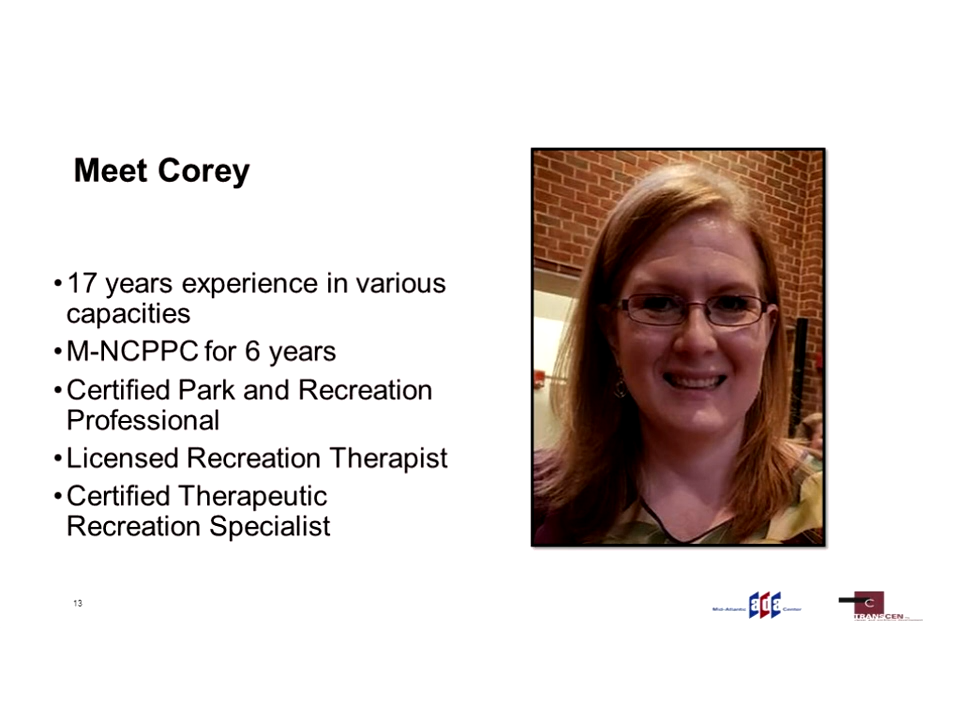 Meet Corey
•17 years experience in various
capacities
•M-NCPPC for 6 years
•Certified Park and Recreation
Professional
•Licensed Recreation Therapist
•Certified Therapeutic
Recreation Specialist
13
Mid-Atlantic ada Center
C
TRANSCEN